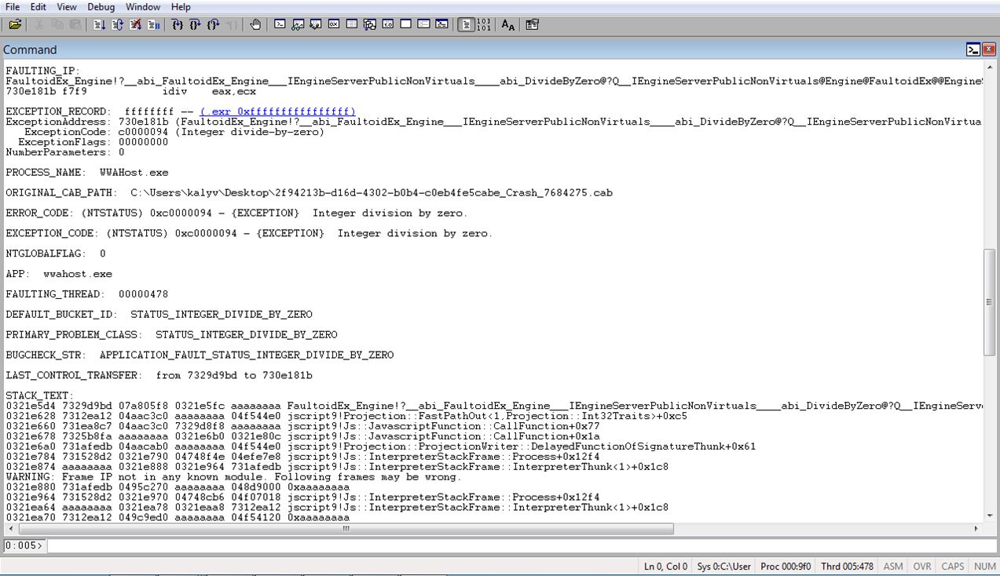 File Edit View Debug Window Help
Command
FAULTING_IP:
FaultoidEx_Engine!?__abi_FaultoidEx_Engine___IEngineServerPublicNonVirtuals____abi_DivideByZero@?Q__IEngineServerPublicNonVirtuals@Engine@FaultoidEx@@Engine
730e181b f7f9 idiv eax,ecx
EXCEPTION_RECORD: ffffffff -- (.exr 0xffffffffffffffff)
ExceptionAddress: 730e181b (FaultoidEx_Engine!?__abi_FaultoidEx_Engine___IEngineServerPublicNonVirtuals____abi_DivideByZero@?Q__IEngineServerPublicNonVirtua
ExceptionCode: c0000094 (Integer divide-by-zero)
ExceptionFlags: 00000000
NumberParameters: 0
PROCESS_NAME: WWAHost.exe
ORIGINAL_CAB_PATH: C:\Users\kalyv\Desktop\2f94213b-d16d-4302-b0b4-c0eb4fe5cabe_Crash_7684275.cab
ERROR_CODE: (NTSTATUS) 0xc0000094 - {EXCEPTION} Integer division by zero.
EXCEPTION_CODE: (NTSTATUS) 0xc0000094 - {EXCEPTION} Integer division by zero.
NTGLOBALFLAG: 0
APP: wwahost.exe
FAULTING_THREAD: 00000478
DEFAULT_BUCKET_ID: STATUS_INTEGER_DIVIDE_BY_ZERO
PRIMARY_PROBLEM_CLASS: STATUS_INTEGER_DIVIDE_BY_ZERO
BUGCHECK_STR: APPLICATION_FAULT_STATUS_INTEGER_DIVIDE_BY_ZERO
LAST_CONTROL_TRANSFER: from 7329d9bd to 730e181b
STACK_TEXT:
0321e5d4 7329d9bd 07a805f8 0321e5fc aaaaaaaa FaultoidEx_Engine!?__abi_FaultoidEx_Engine___IEngineServerPublicNonVirtuals____abi_DivideByZero@?Q__IEngineServ
0321e628 7312ea12 04aac3c0 aaaaaaaa 04f544e0 jscript9!Projection::FastPathOut<1,Projection::Int32Traits>+0xc5
0321e660 731ea8c7 04aac3c0 7329d8f8 aaaaaaaa jscript9!Js::JavascriptFunction::CallFunction+0x77
0321e678 7325b8fa aaaaaaaa 0321e6b0 0321e80c jscript9!Js::JavascriptFunction::CallFunction+0x1a
0321e6a0 731afedb 04aacab0 aaaaaaaa 04f544e0 jscript9!Projection::ProjectionWriter::DelayedFunctionOfSignatureThunk+0x61
0321e784 731528d2 0321e790 04748f4e 04efe7e8 jscript9!Js::InterpreterStackFrame::Process+0x12f4
0321e874 aaaaaaaa 0321e888 0321e964 731afedb jscript9!Js::InterpreterStackFrame::InterpreterThunk<1>+0x1c8
WARNING: Frame IP not in any known module. Following frames may be wrong.
0321e880 731afedb 0495c270 aaaaaaaa 048d9000 0xaaaaaaaa
0321e964 731528d2 0321e970 04748cb6 04f07018 jscript9!Js::InterpreterStackFrame::Process+0x12f4
0321ea64 aaaaaaaa 0321ea78 0321eaa8 7312ea12 jscript9!Js::InterpreterStackFrame::InterpreterThunk<1>+0x1c8
0321ea70 7312ea12 049c9ed0 aaaaaaaa 04f54120 0xaaaaaaaa
0:005>
Ln 0, Col 0 Sys 0:C:\User Proc 000:9f0 Thrd 005:478 ASM OVR CAPS NUM